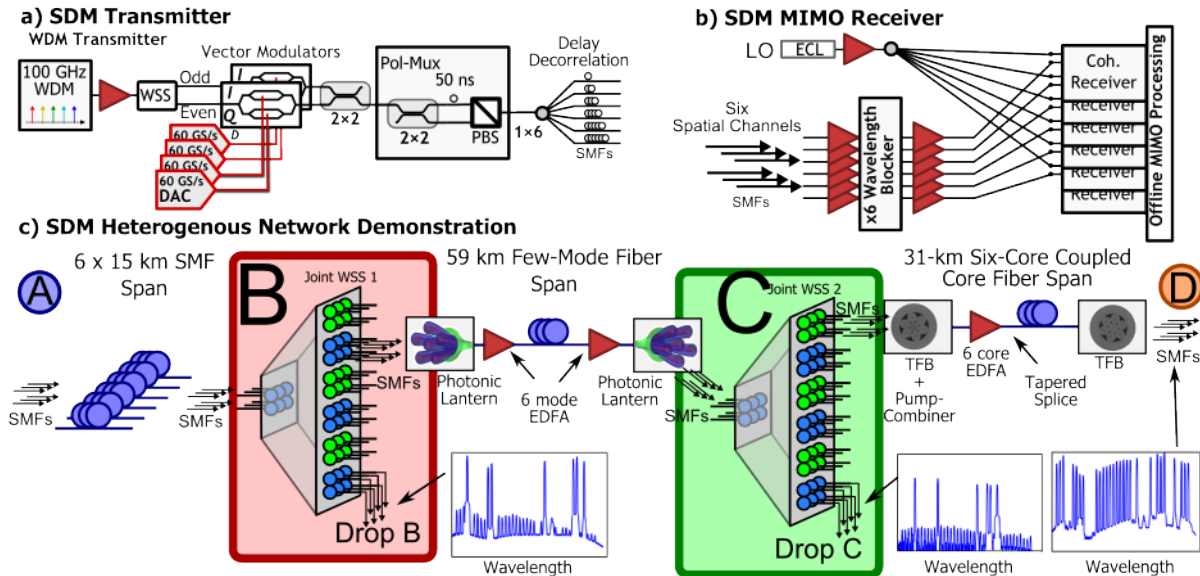 a) SDM Transmitter
WDM Transmitter
100 GHz
WDM
WSS
Odd
Even
Vector Modulators
I
I
Q
D
60 GS/s
60 GS/s
60 GS/s
60 GS/s
DAC
2×2
Pol-Mux
50 ns
2×2
PBS
1×6
Delay
Decorrelation
SMFs
b) SDM MIMO Receiver
LO
ECL
Six
Spatial Channels
SMFs
x6 Wavelength
Blocker
Coh.
Receiver
Receiver
Receiver
Receiver
Receiver
Receiver
Offline MIMO Processing
c) SDM Heterogenous Network Demonstration
A
6 x 15 km SMF
Span
SMFs
SMFs
B
Joint WSS 1
SMFs
Drop B
59 km Few-Mode Fiber
Span
Photonic
Lantern
6 mode
EDFA
Photonic
Lantern
Wavelength
C
Joint WSS 2
SMFs
SMFs
Drop C
31-km Six-Core Coupled
Core Fiber Span
TFB
+
Pump-
Combiner
6 core
EDFA
Tapered
Splice
TFB
D
SMFs
Wavelength
Wavelength